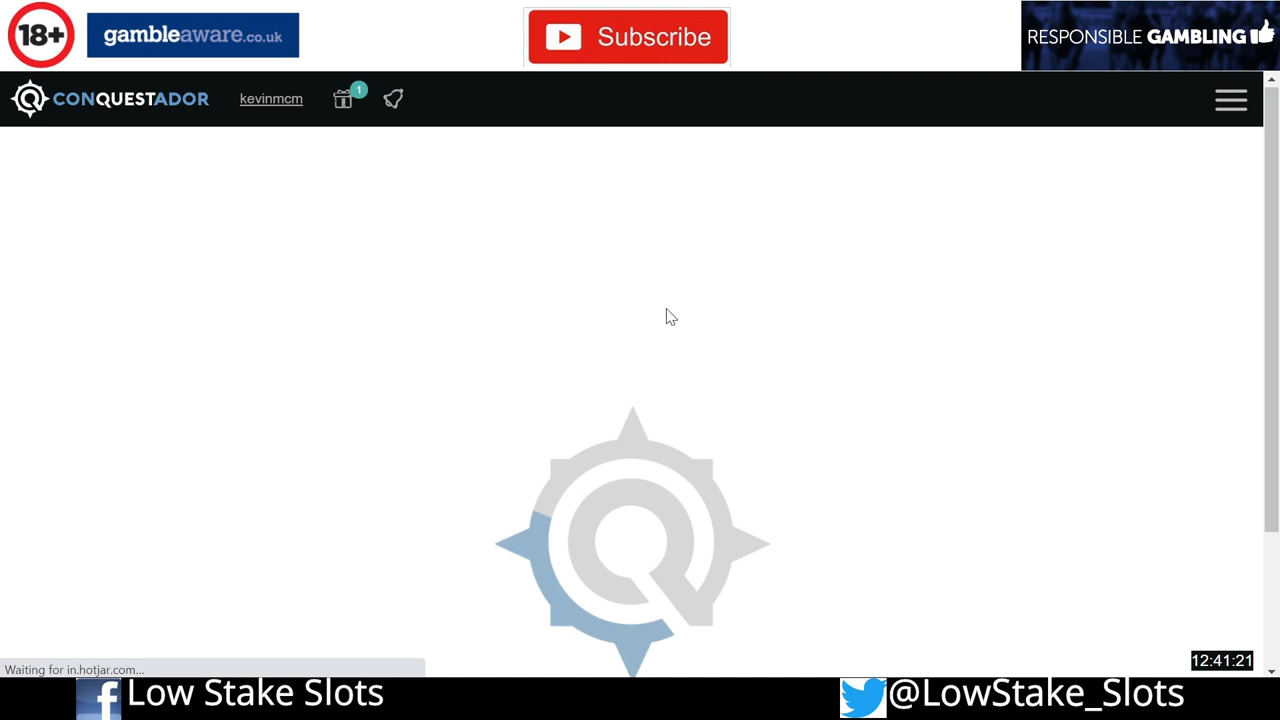 18+
gambleaware.co.uk
Subscribe
RESPONSIBLE GAMBLING
CONQUESTADOR
kevinmcm
1
Waiting for in.hotjar.com...
12:41:21
Low Stake Slots
@LowStake_Slots